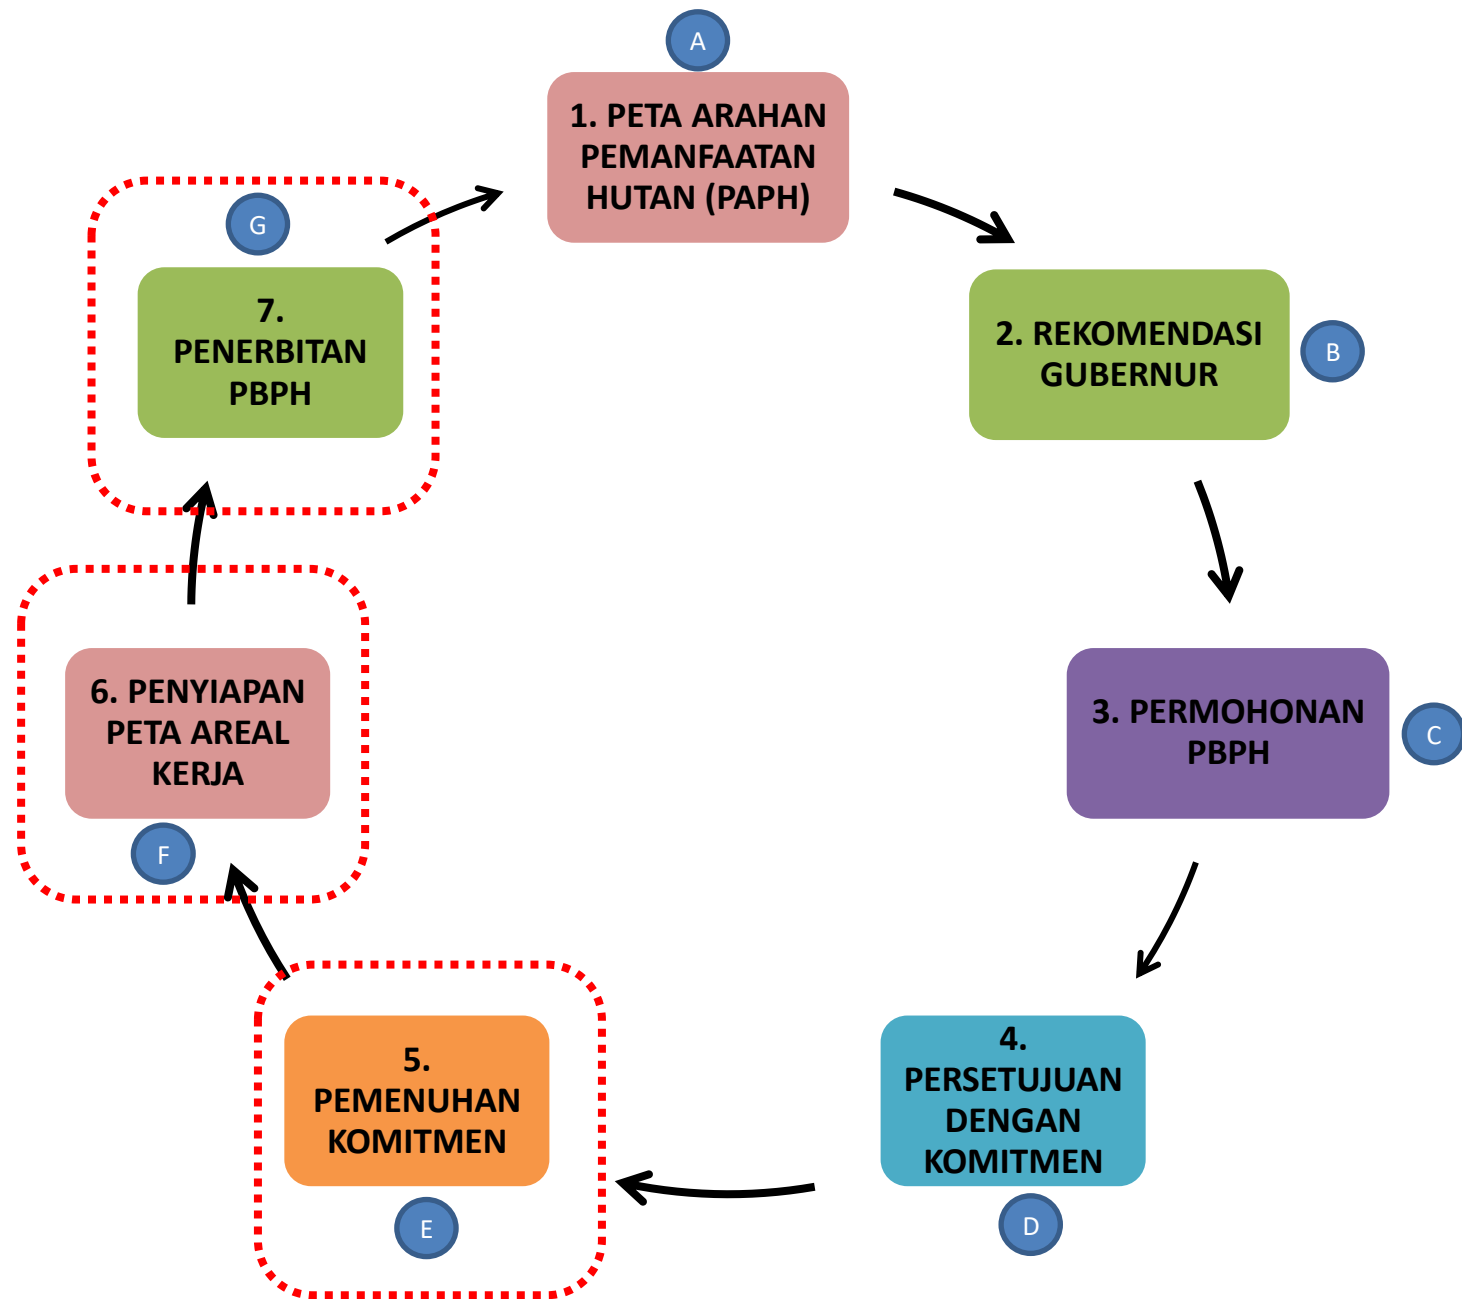 A
1. PETA ARAHAN
PEMANFAATAN
HUTAN (PAPH)
2. REKOMENDASI
GUBERNUR
B
3. PERMOHONAN
PBPH
C
4.
PERSETUJUAN
DENGAN
KOMITMEN
D
5.
PEMENUHAN
KOMITMEN
E
6. PENYIAPAN
PETA AREAL
KERJA
F
G
7.
PENERBITAN
PBPH